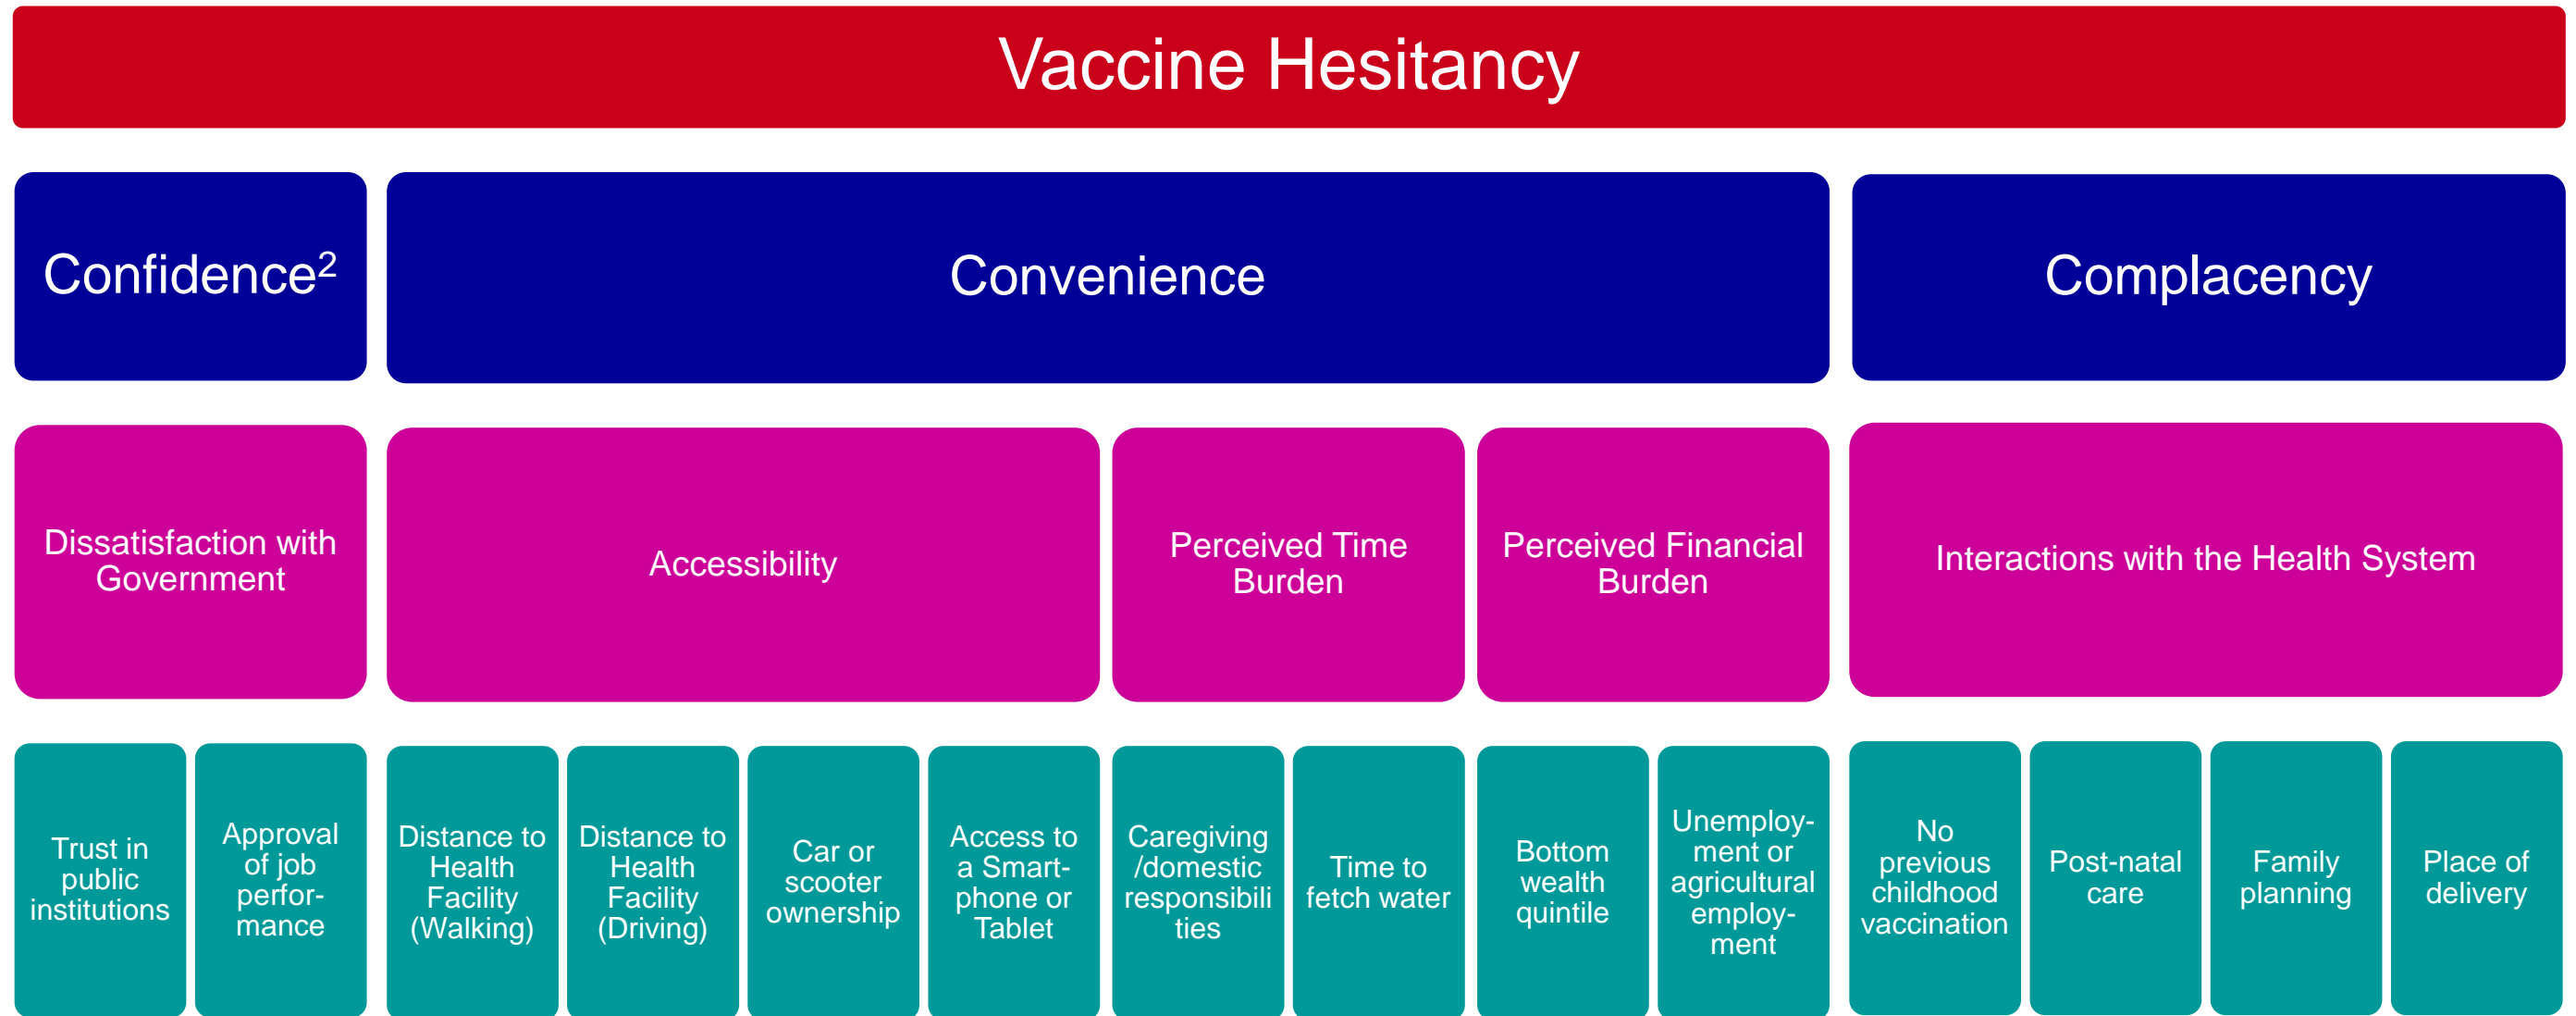 Vaccine Hesitancy
Confidence²
Convenience
Complacency
Dissatisfaction with
Government
Accessibility
Perceived Time
Burden
Perceived Financial
Burden
Interactions with the Health System
Trust in
public
institutions
Approval
of job
perfor-
mance
Distance to
Health
Facility
(Walking)
Distance to
Health
Facility
(Driving)
Car or
scooter
ownership
Access to
a Smart-
phone or
Tablet
Caregiving
/domestic
responsibili
ties
Time to
fetch water
Bottom
wealth
quintile
Unemploy-
ment or
agricultural
employ-
ment
No
previous
childhood
vaccination
Post-natal
care
Family
planning
Place of
delivery